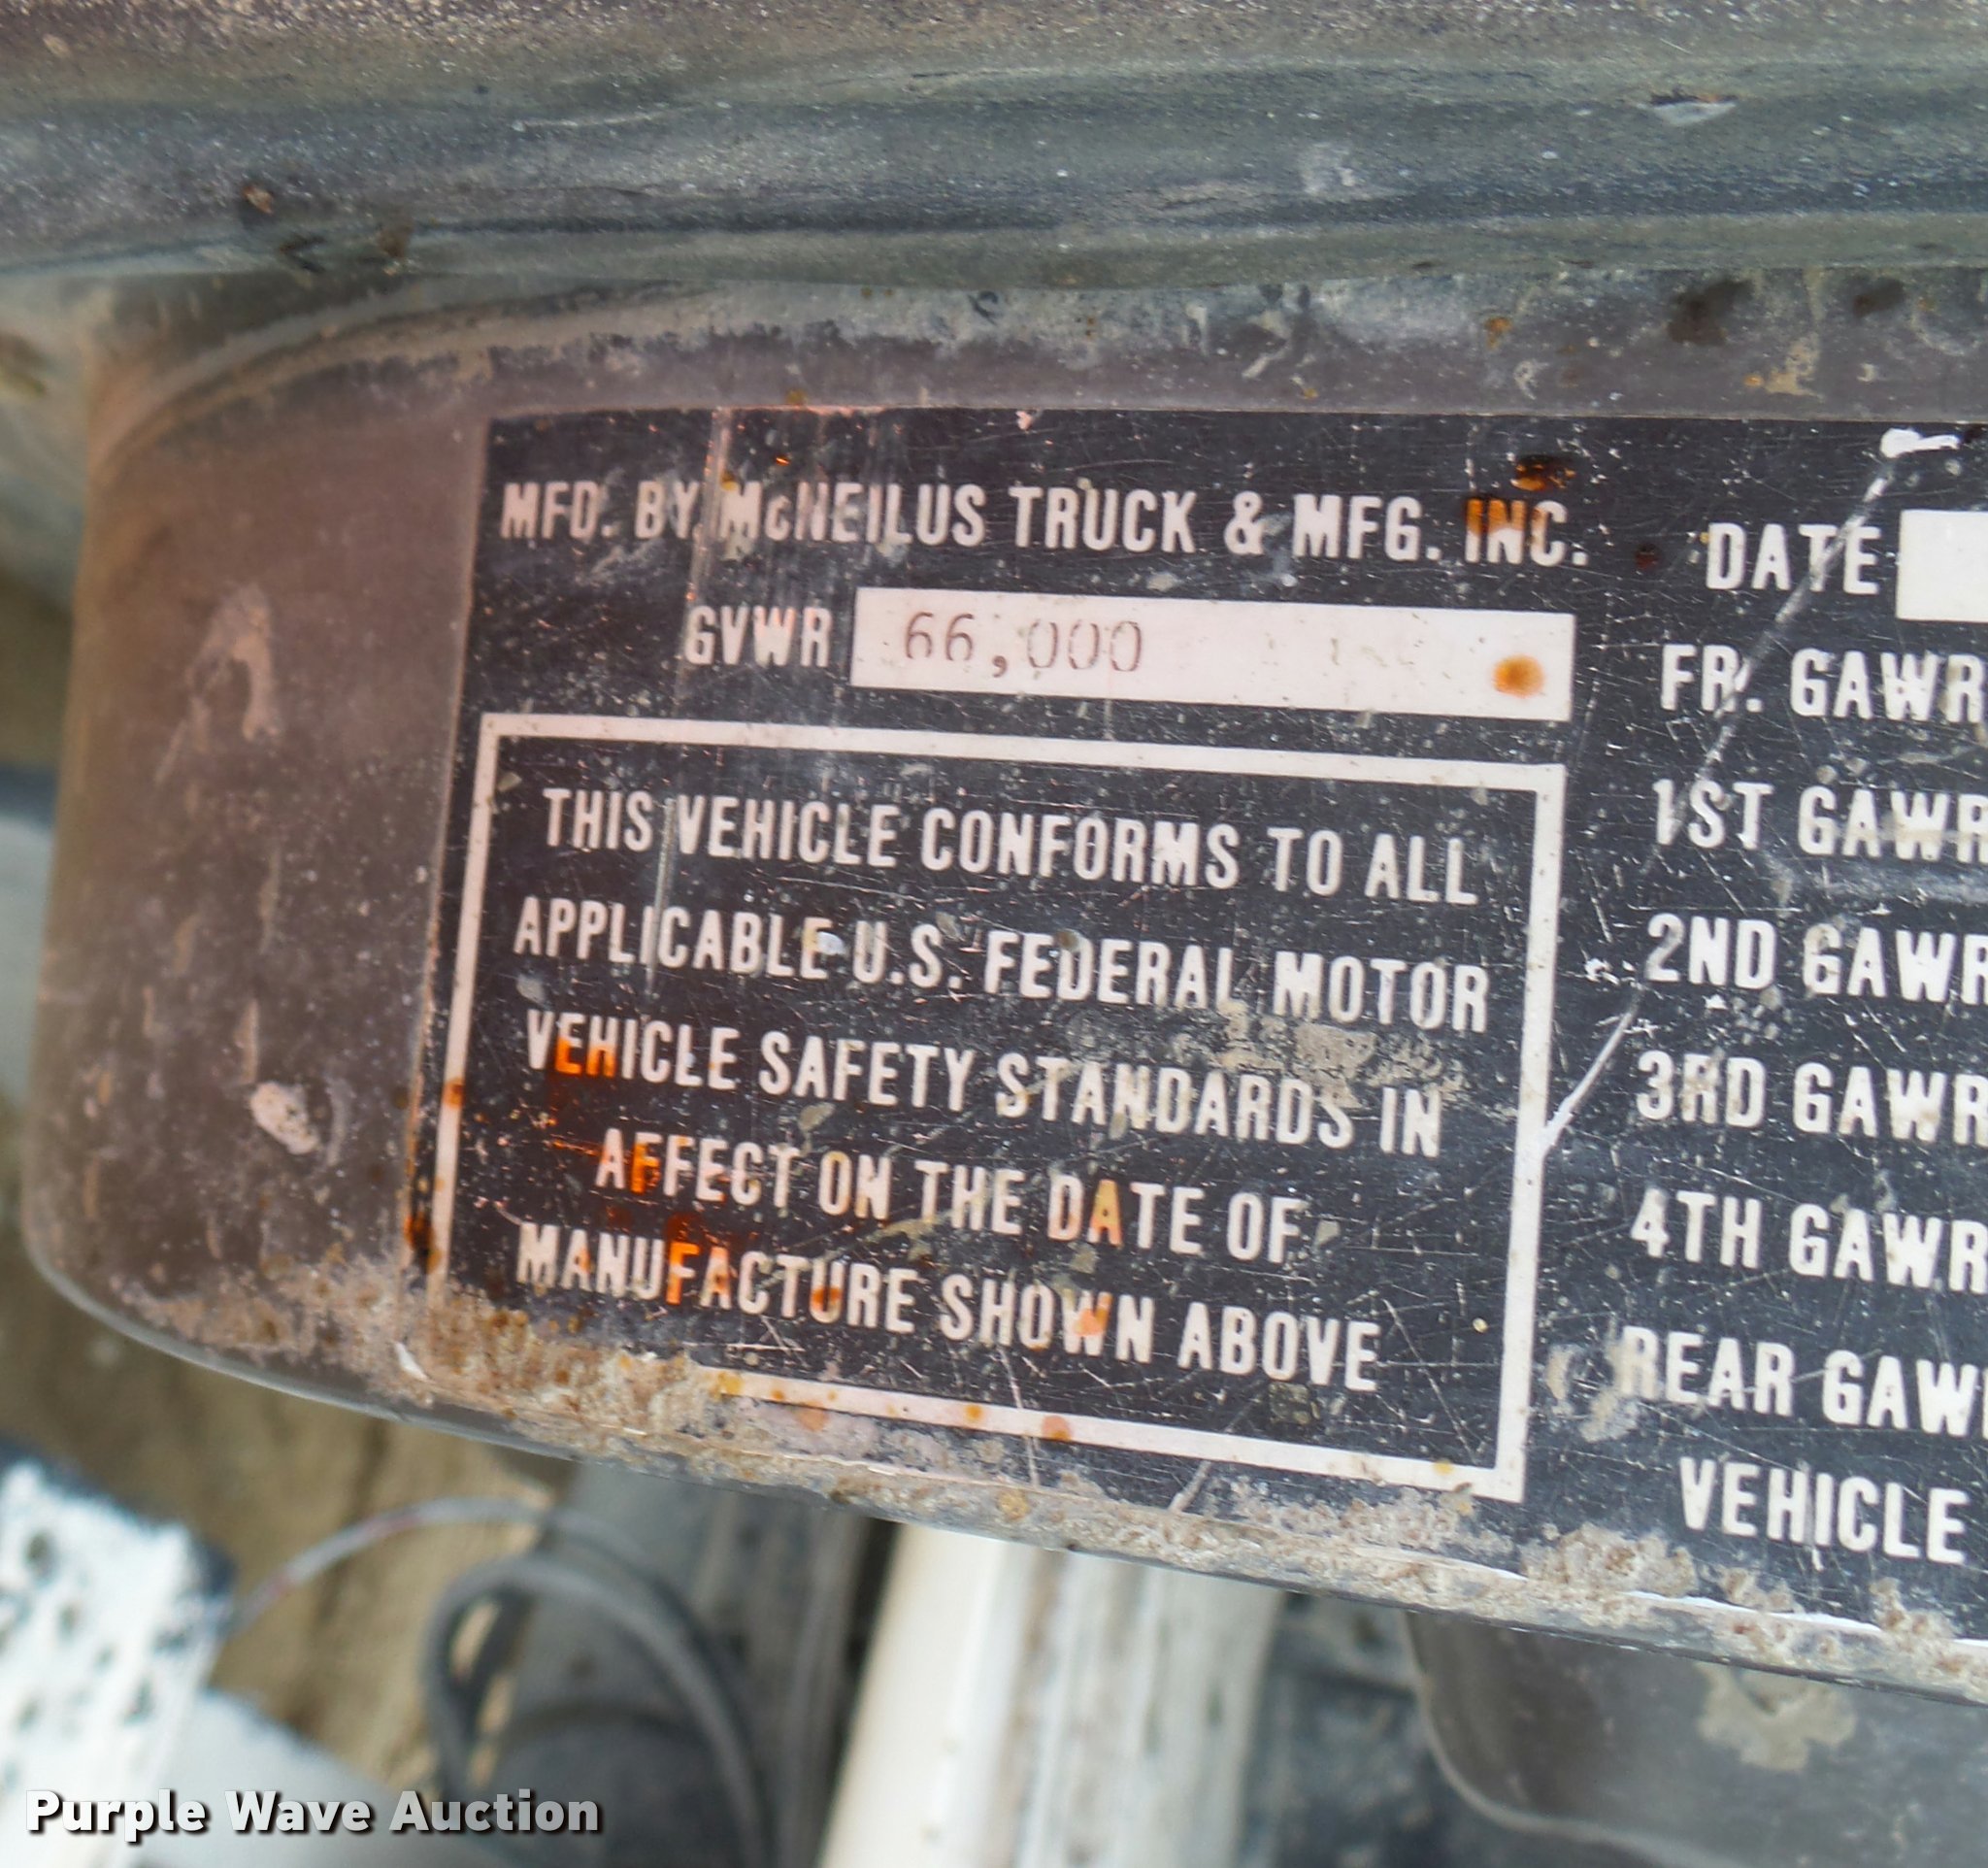 MFD. BY McNEILUS TRUCK & MFG. INC.
GVWR 66,000
THIS VEHICLE CONFORMS TO ALL
APPLICABLE U.S. FEDERAL MOTOR
VEHICLE SAFETY STANDARDS IN
AFFECT ON THE DATE OF
MANUFACTURE SHOWN ABOVE
DATE
FR. GAWR
1ST GAWR
2ND GAWR
3RD GAWR
4TH GAWR
REAR GAWR
VEHICLE
Purple Wave Auction